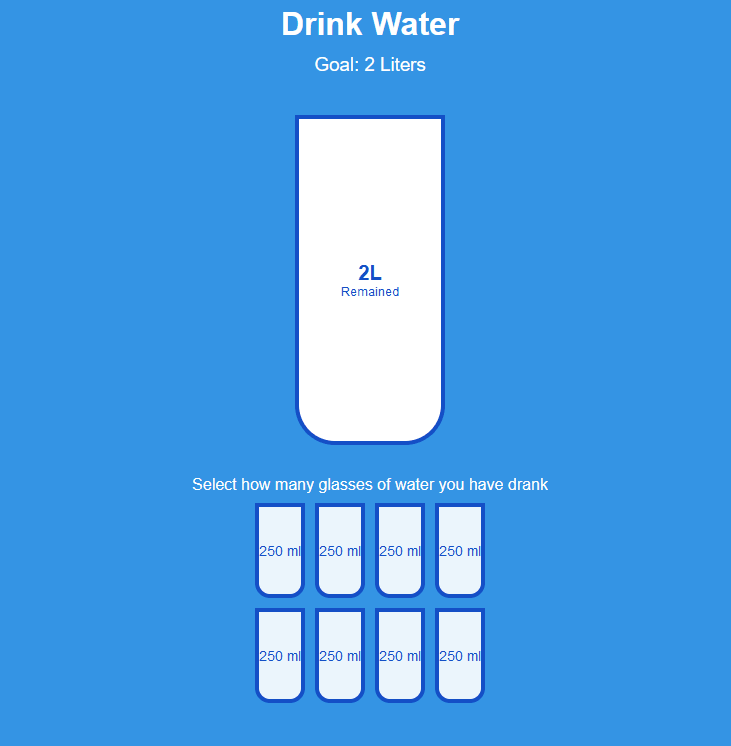 Drink Water
Goal: 2 Liters
2L
Remained
Select how many glasses of water you have drank
250 ml 250 ml 250 ml 250 ml
250 ml 250 ml 250 ml 250 ml